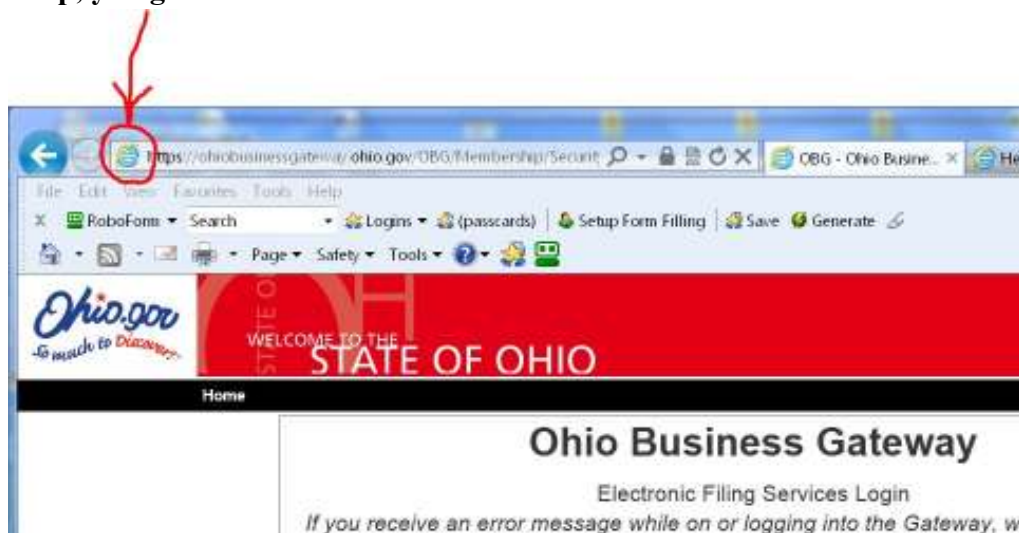 https://ohiobusinessgateway.ohio.gov/OBG/Membership/Securit
OBG - Ohio Busine...
He
File Edit View Favorites Tools Help
X RoboForm Search Logins (passcards) Setup Form Filling Save Generate
Page Safety Tools
Ohio.gov
So much to Discover
STATE OF
WELCOME TO THE
STATE OF OHIO
Home
Ohio Business Gateway
Electronic Filing Services Login
If you receive an error message while on or logging into the Gateway, w